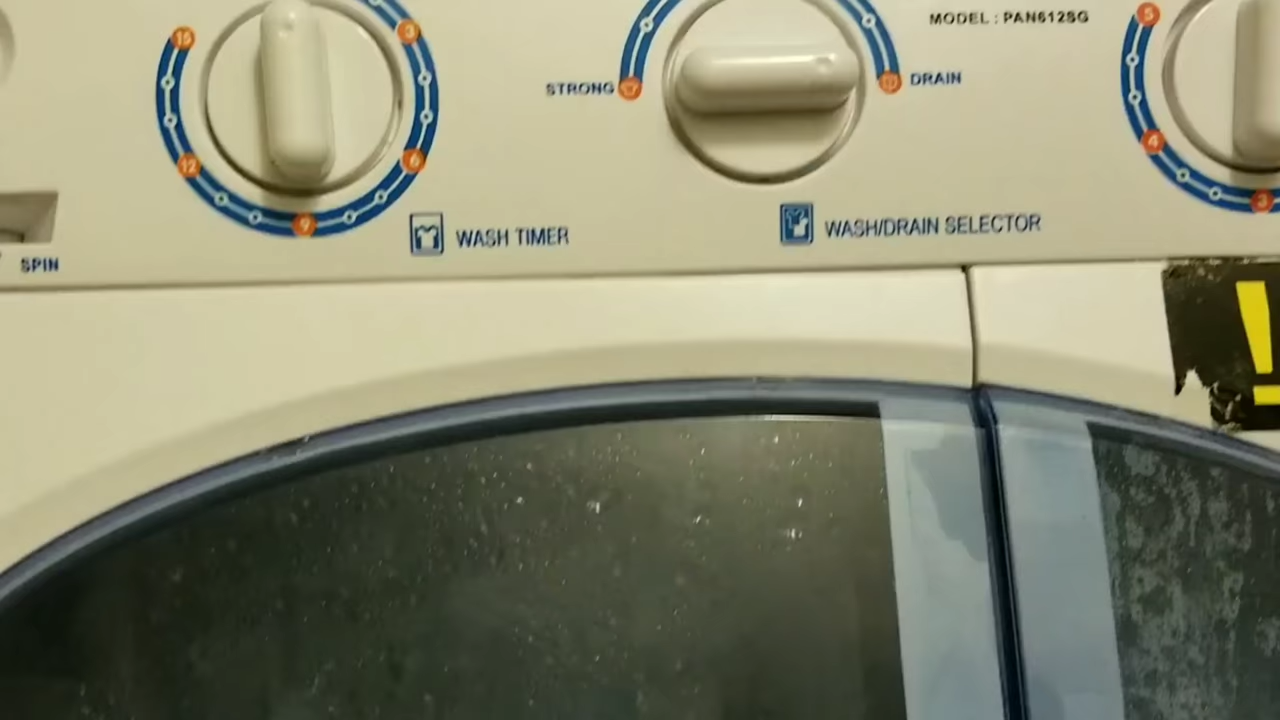 MODEL : PAN612SG
15
3
5
STRONG
DRAIN
12
6
4
9
3
WASH TIMER
WASH/DRAIN SELECTOR
SPIN
!